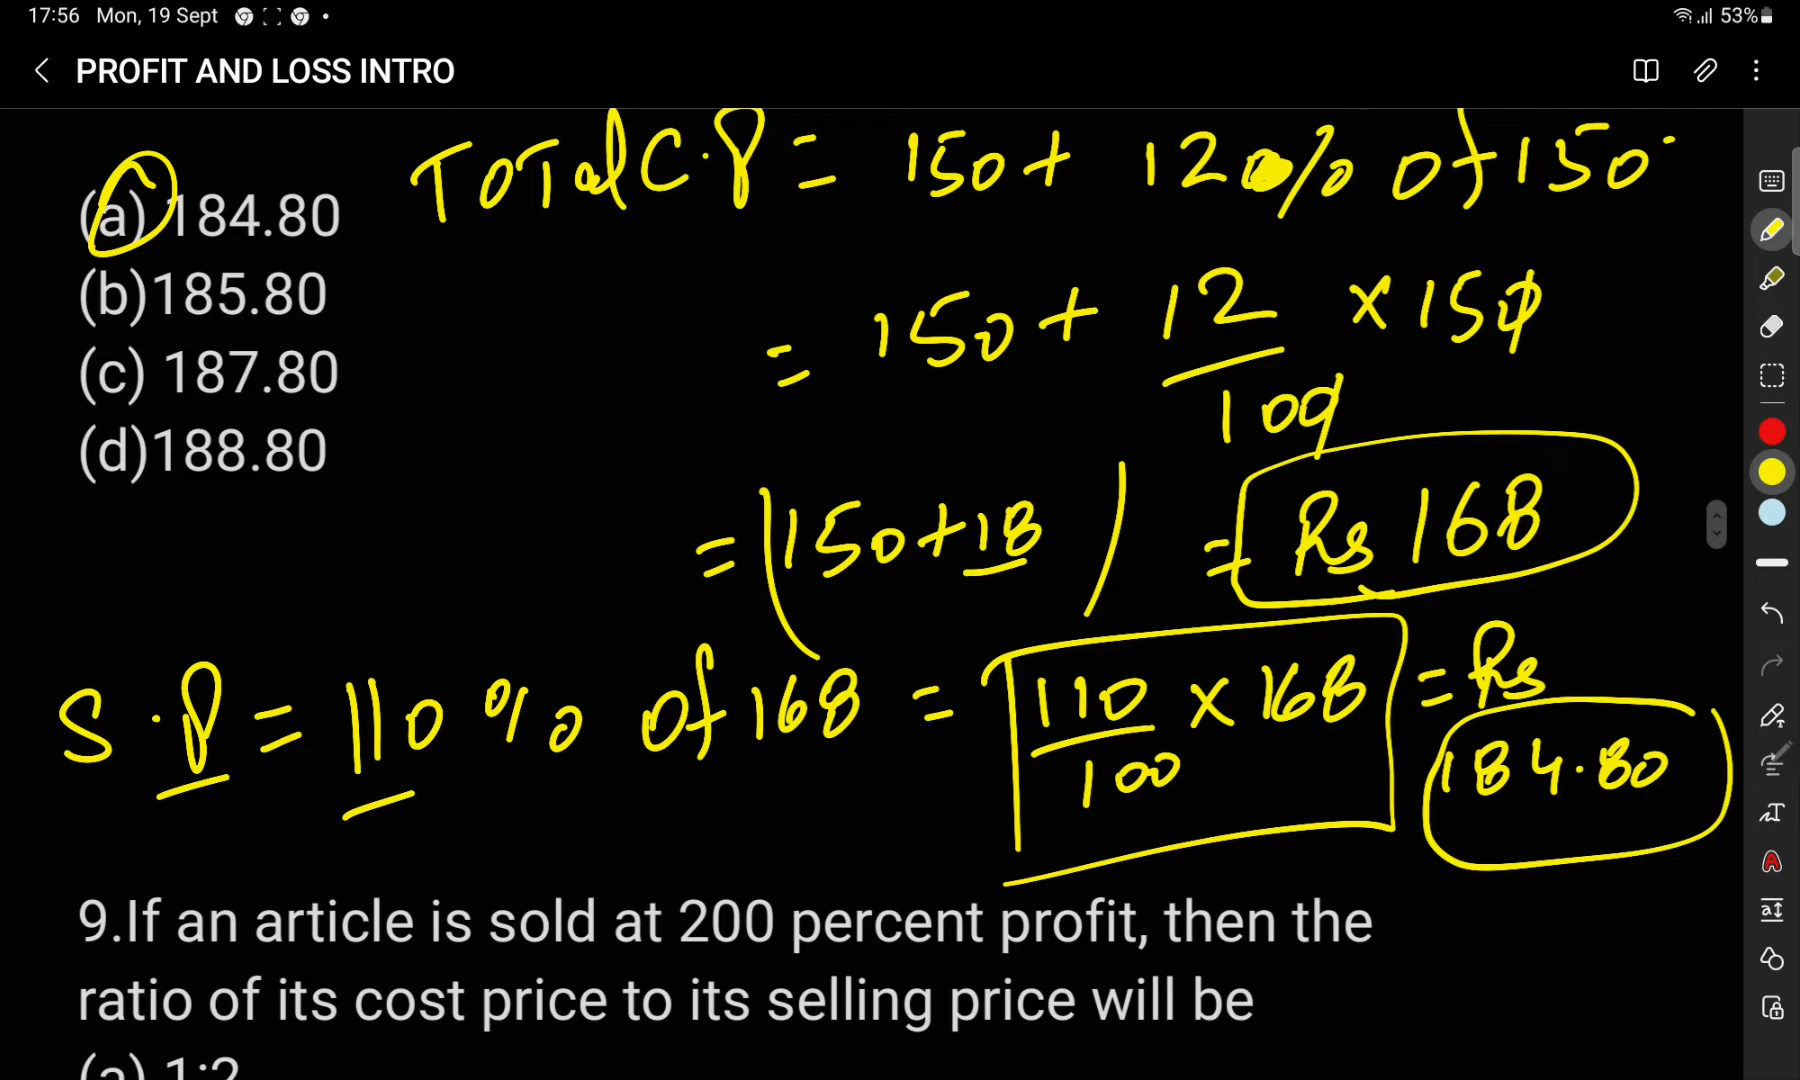 17:56 Mon, 19 Sept 53%
PROFIT AND LOSS INTRO
Total C.P = 150 + 12% of 150
(a) 184.80
(b)185.80
= 150 + 12/100 × 150
(c) 187.80
(d)188.80
= (150+18) = Rs 168
S.P = 110% of 168 = 110/100 × 168 = Rs
184.80
9.If an article is sold at 200 percent profit, then the
ratio of its cost price to its selling price will be
(a) 1:2